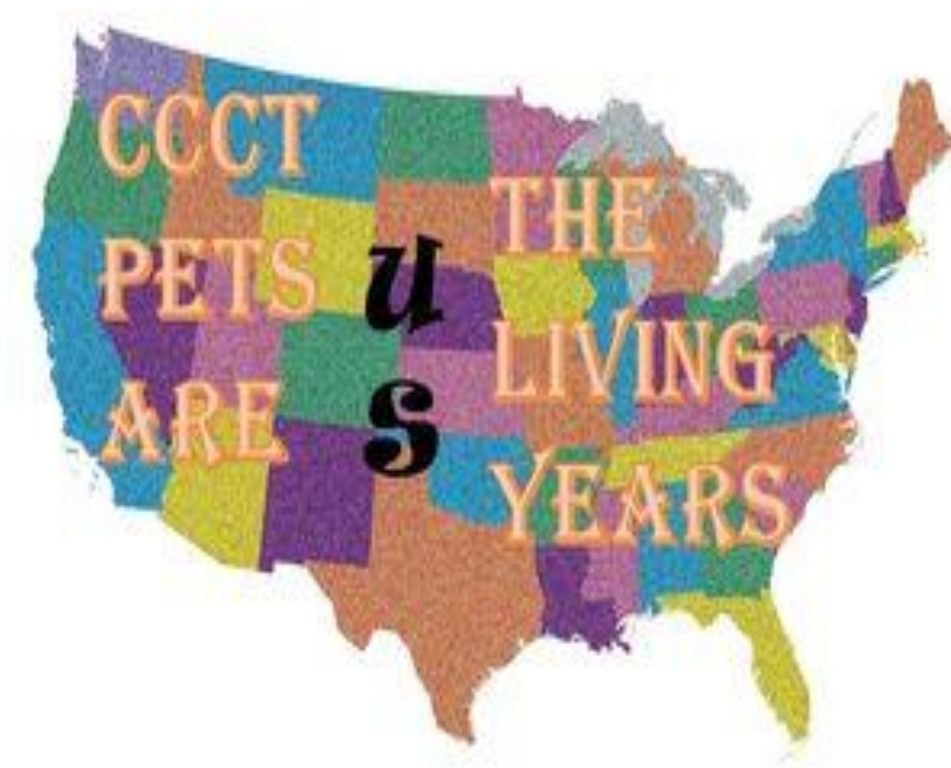 CCCT
PETS
ARE
u
s
THE
LIVING
YEARS